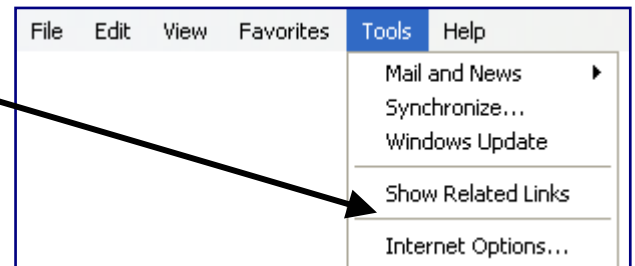 File Edit View Favorites Tools Help
Mail and News
Synchronize...
Windows Update
Show Related Links
Internet Options...